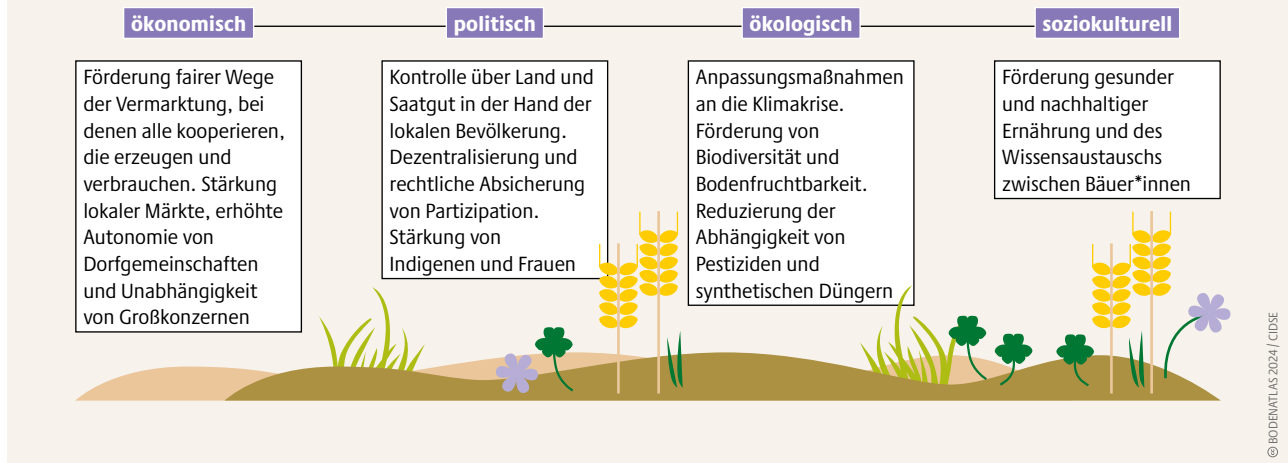 ökonomisch
politisch
ökologisch
soziokulturell
Förderung fairer Wege
der Vermarktung, bei
denen alle kooperieren,
die erzeugen und
verbrauchen. Stärkung
lokaler Märkte, erhöhte
Autonomie von
Dorfgemeinschaften
und Unabhängigkeit
von Großkonzernen
Kontrolle über Land und
Saatgut in der Hand der
lokalen Bevölkerung.
Dezentralisierung und
rechtliche Absicherung
von Partizipation.
Stärkung von
Indigenen und Frauen
Anpassungsmaßnahmen
an die Klimakrise.
Förderung von
Biodiversität und
Bodenfruchtbarkeit.
Reduzierung der
Abhängigkeit von
Pestiziden und
synthetischen Düngern
Förderung gesunder
und nachhaltiger
Ernährung und des
Wissensaustauschs
zwischen Bäuer*innen
© BODENATLAS 2024 / CIDSE